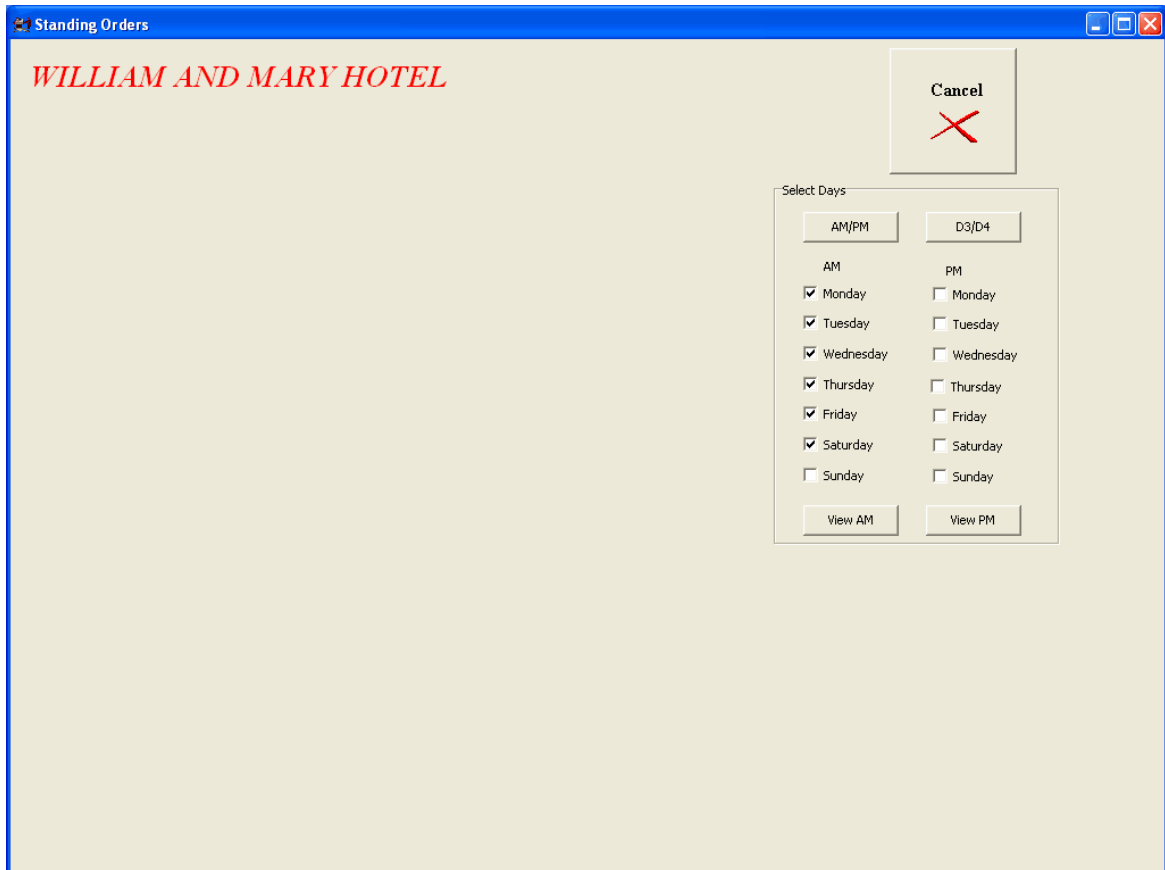 Standing Orders
WILLIAM AND MARY HOTEL
Cancel
Select Days
AM/PM D3/D4
AM PM
Monday Monday
Tuesday Tuesday
Wednesday Wednesday
Thursday Thursday
Friday Friday
Saturday Saturday
Sunday Sunday
View AM View PM